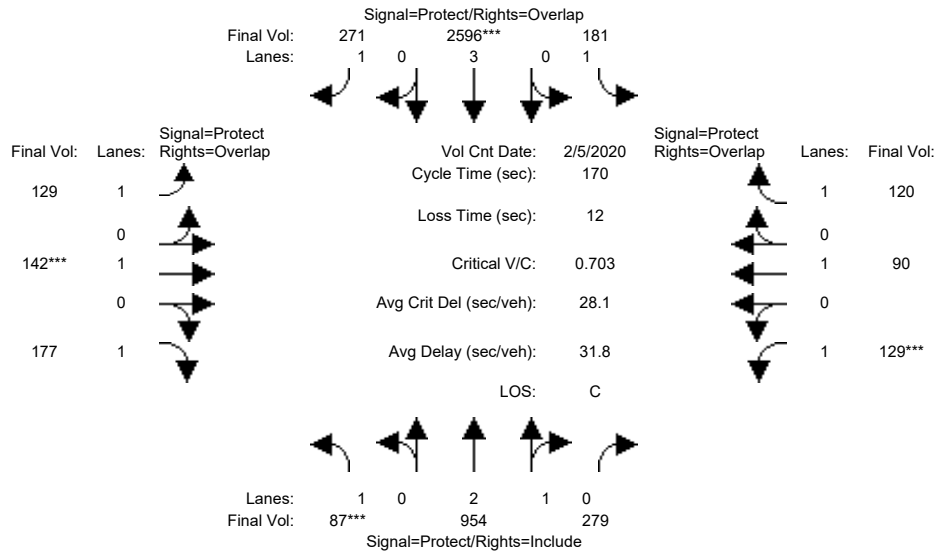 Signal=Protect/Rights=Overlap
Final Vol: 271 2596*** 181
Lanes: 1 0 3 0 1
Signal=Protect Signal=Protect
Final Vol: Lanes: Rights=Overlap Vol Cnt Date: 2/5/2020 Rights=Overlap Lanes: Final Vol:
Cycle Time (sec): 170
129 1 1 120
Loss Time (sec): 12
0 0
142*** 1 Critical V/C: 0.703 1 90
0 Avg Crit Del (sec/veh): 28.1 0
177 1 Avg Delay (sec/veh): 31.8 1 129***
LOS: C
Lanes: 1 0 2 1 0
Final Vol: 87*** 954 279
Signal=Protect/Rights=Include